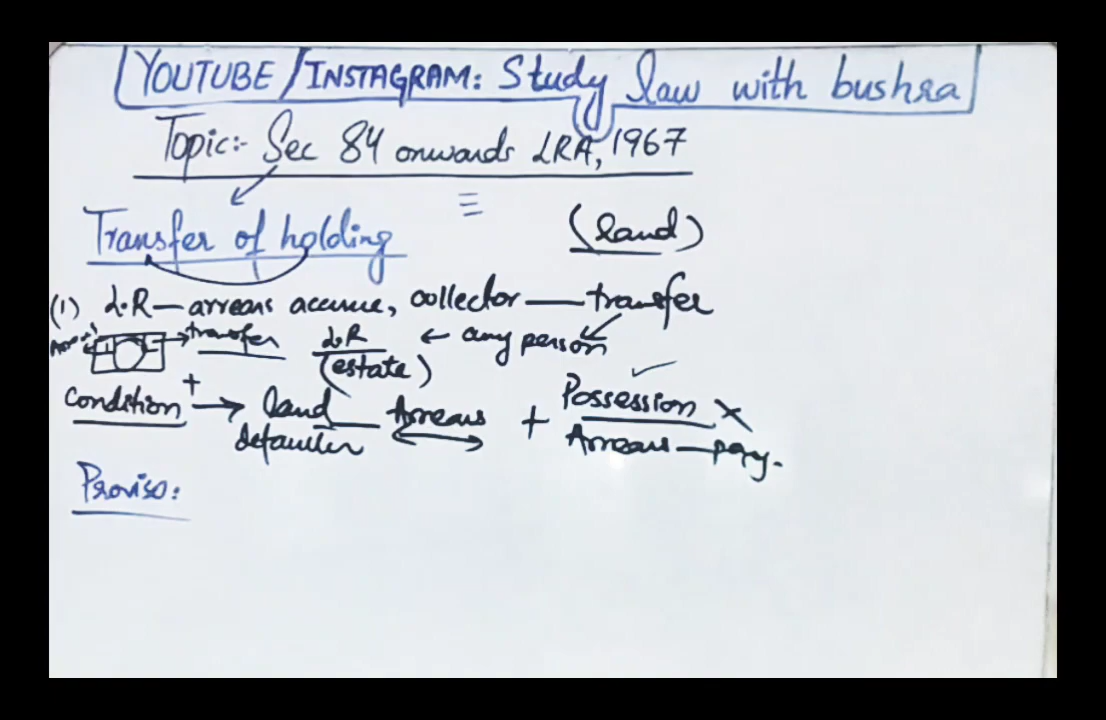 YOUTUBE/INSTAGRAM: Study law with bushra
Topic:- Sec 84 onwards LRA, 1967
Transfer of holding (land)
(1) L.R — arrears accrue, collector — transfer
transfer L.R ← any person
(estate)
Condition + → land Arrears + Possession ✓ X
defaulter Arrears — pay.
Proviso: